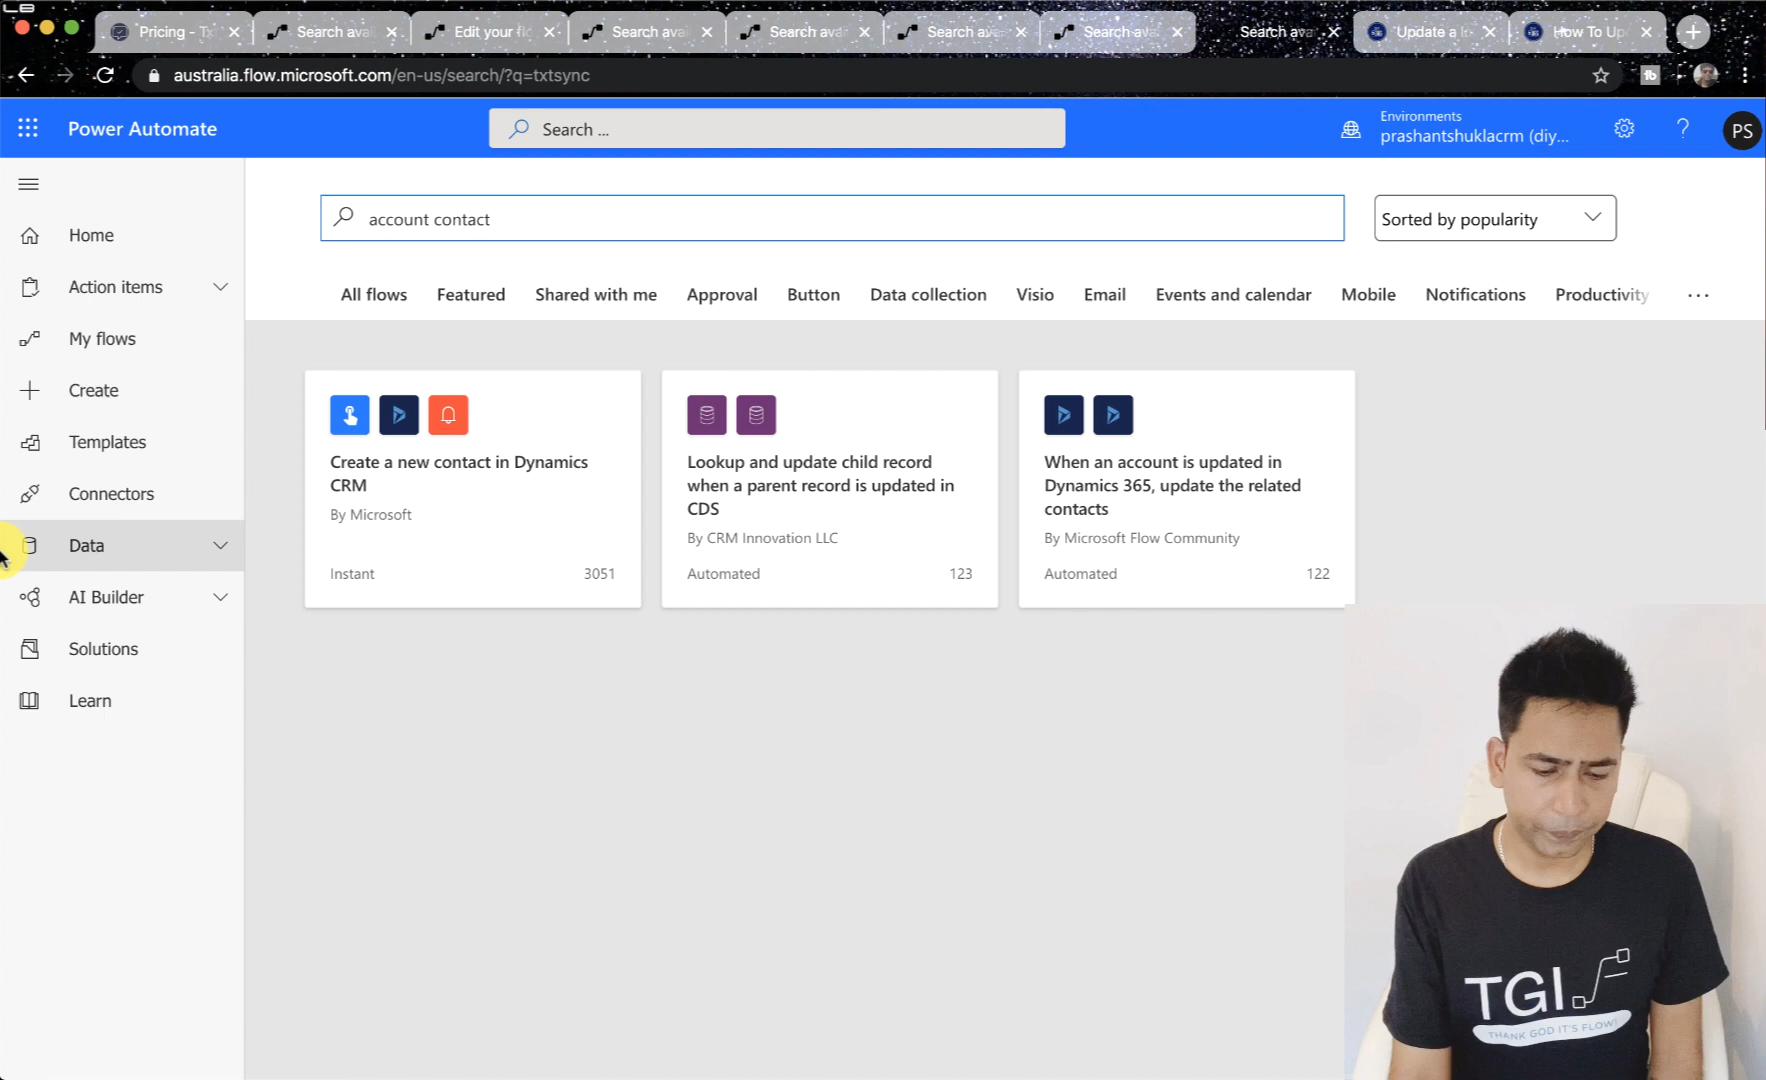 Pricing - Tx
Search avai
Edit your flo
Search avai
Search avai
Search avai
Search ava
Search ava
Update a l
How To Up
australia.flow.microsoft.com/en-us/search/?q=txtsync
Power Automate
Search ...
Environments
prashantshuklacrm (diy...
PS
account contact
Sorted by popularity
Home
Action items
My flows
Create
Templates
Connectors
Data
AI Builder
Solutions
Learn
All flows
Featured
Shared with me
Approval
Button
Data collection
Visio
Email
Events and calendar
Mobile
Notifications
Productivity
Create a new contact in Dynamics
CRM
By Microsoft
Instant
3051
Lookup and update child record
when a parent record is updated in
CDS
By CRM Innovation LLC
Automated
123
When an account is updated in
Dynamics 365, update the related
contacts
By Microsoft Flow Community
Automated
122
TGI
THANK GOD IT'S FLOW!